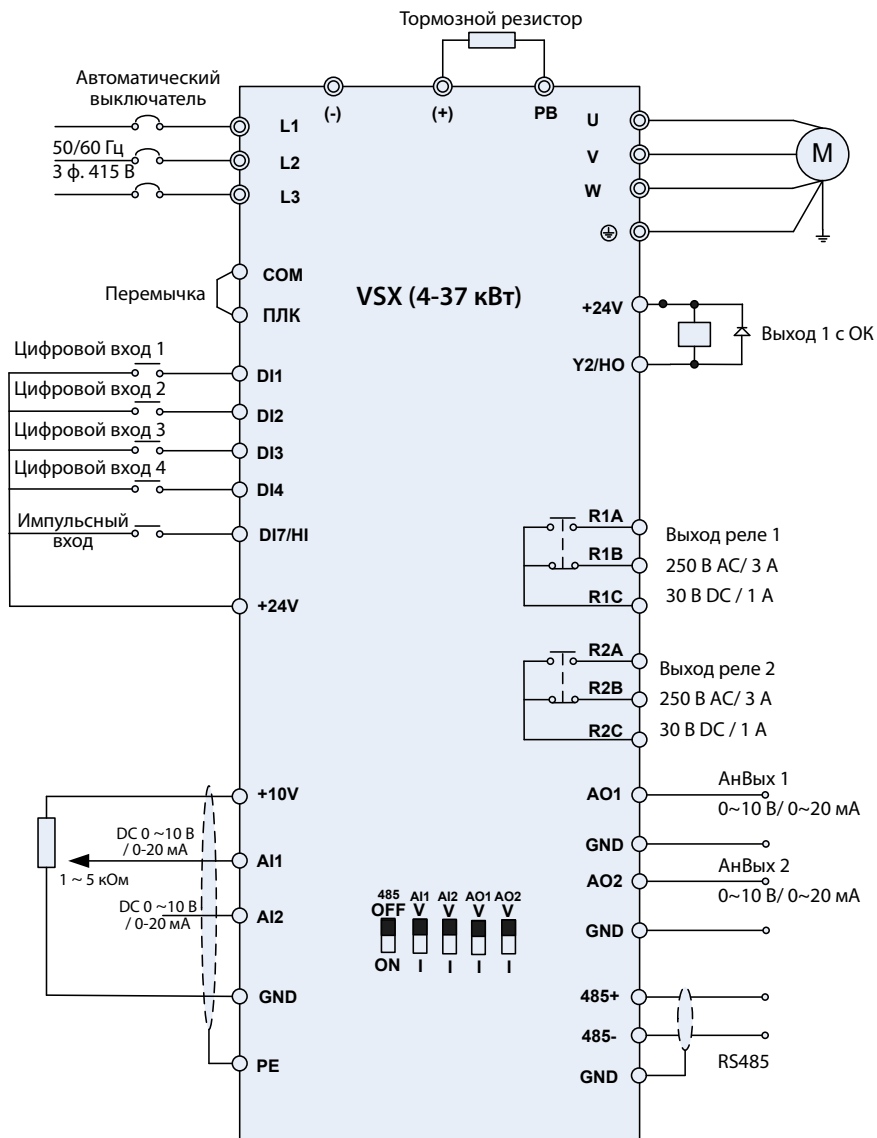 Тормозной резистор
Автоматический
выключатель
(-)
(+)
PB
L1
50/60 Гц
L2
3 ф. 415 В
L3
U
V
W
M
COM
Перемычка
ПЛК
VSX (4-37 кВт)
+24V
Выход 1 с ОК
Y2/HO
Цифровой вход 1
DI1
Цифровой вход 2
DI2
Цифровой вход 3
DI3
Цифровой вход 4
DI4
Импульсный
вход
DI7/HI
+24V
R1A
Выход реле 1
R1B
250 В AC/ 3 А
R1C
30 В DC / 1 А
R2A
Выход реле 2
R2B
250 В AC/ 3 А
R2C
30 В DC / 1 А
+10V
DC 0 ~10 В
/ 0-20 мА
AI1
1 ~ 5 кОм
DC 0 ~10 В
/ 0-20 мА
AI2
GND
PE
485 AI1 AI2 AO1 AO2
OFF V V V V
ON I I I I
AO1
АнВых 1
0~10 В/ 0~20 мА
GND
AO2
АнВых 2
0~10 В/ 0~20 мА
GND
485+
485-
RS485
GND